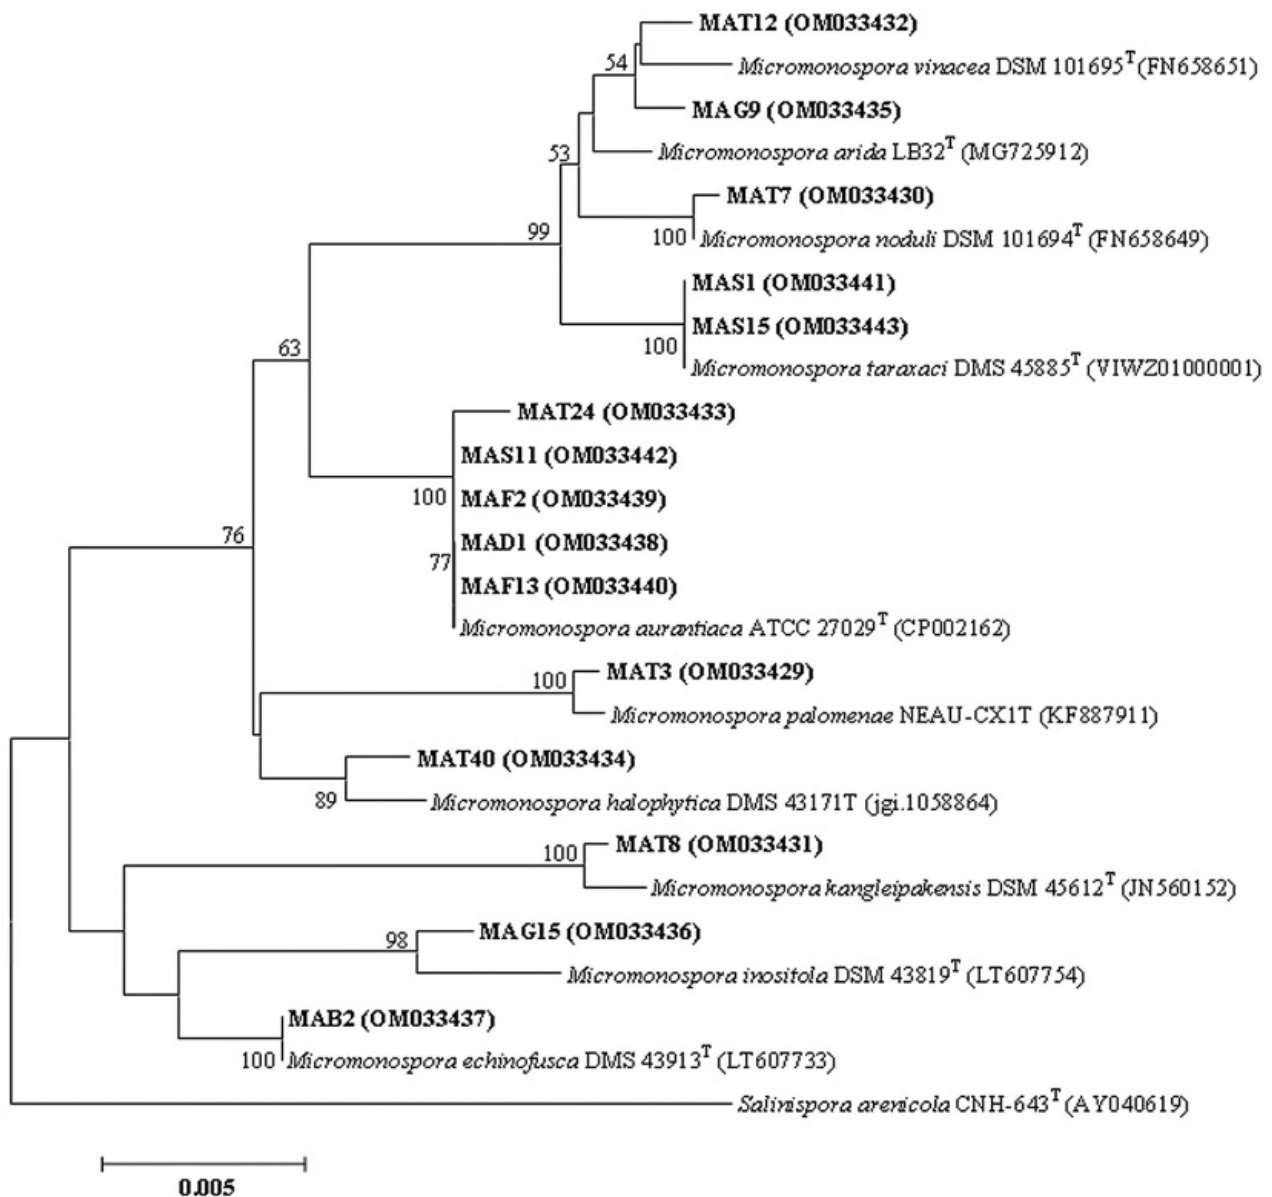 MAT12 (OM033432)
54
Micromonospora vinacea DSM 101695T(FN658651)
MAG9 (OM033435)
53
Micromonospora arida LB32T (MG725912)
MAT7 (OM033430)
99
100
Micromonospora noduli DSM 101694T (FN658649)
MAS1 (OM033441)
MAS15 (OM033443)
63
100
Micromonospora taraxaci DMS 45885T (VIWZ01000001)
MAT24 (OM033433)
MAS11 (OM033442)
100
MAF2 (OM033439)
76
MAD1 (OM033438)
77
MAF13 (OM033440)
Micromonospora aurantiaca ATCC 27029T (CP002162)
MAT3 (OM033429)
100
Micromonospora palomenae NEAU-CX1T (KF887911)
MAT40 (OM033434)
89
Micromonospora halophytica DMS 43171T (jgi.1058864)
MAT8 (OM033431)
100
Micromonospora kangleipakensis DSM 45612T (JN560152)
MAG15 (OM033436)
98
Micromonospora inositola DSM 43819T (LT607754)
MAB2 (OM033437)
100
Micromonospora echinofusca DMS 43913T (LT607733)
Salinispora arenicola CNH-643T (AY040619)
0.005